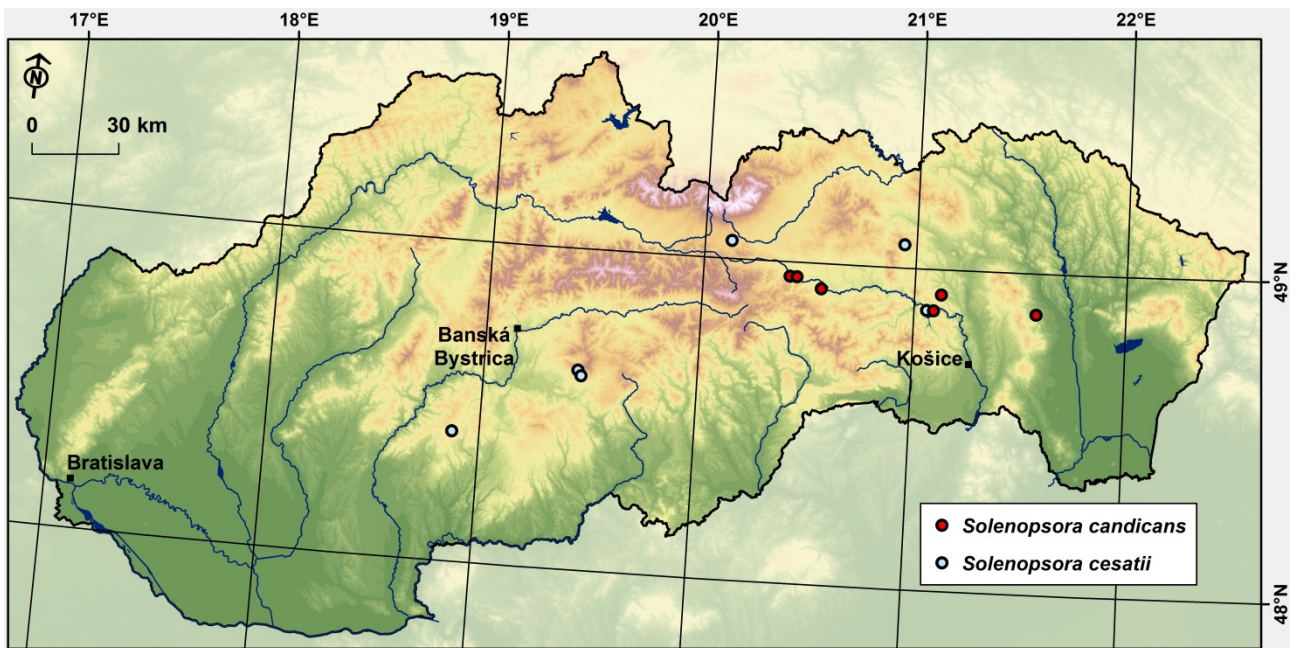 17°E
18°E
19°E
20°E
21°E
22°E
N
0 30 km
49°N
Banská
Bystrica
Košice
Bratislava
Solenopsora candicans
Solenopsora cesatii
48°N